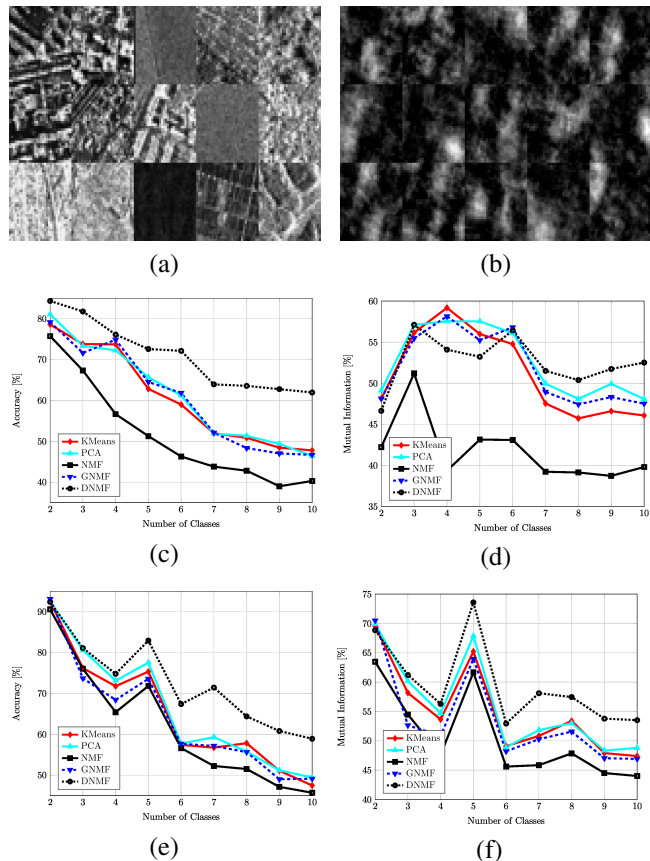 (a)
(b)
Accuracy [%]
80
70
60
50
40
KMeans
PCA
NMF
GNMF
DNMF
2 3 4 5 6 7 8 9 10
Number of Classes
(c)
Mutual Information [%]
60
55
50
45
40
35
KMeans
PCA
NMF
GNMF
DNMF
2 3 4 5 6 7 8 9 10
Number of Classes
(d)
Accuracy [%]
90
80
70
60
50
KMeans
PCA
NMF
GNMF
DNMF
2 3 4 5 6 7 8 9 10
Number of Classes
(e)
Mutual Information [%]
75
70
65
60
55
50
45
40
KMeans
PCA
NMF
GNMF
DNMF
2 3 4 5 6 7 8 9 10
Number of Classes
(f)